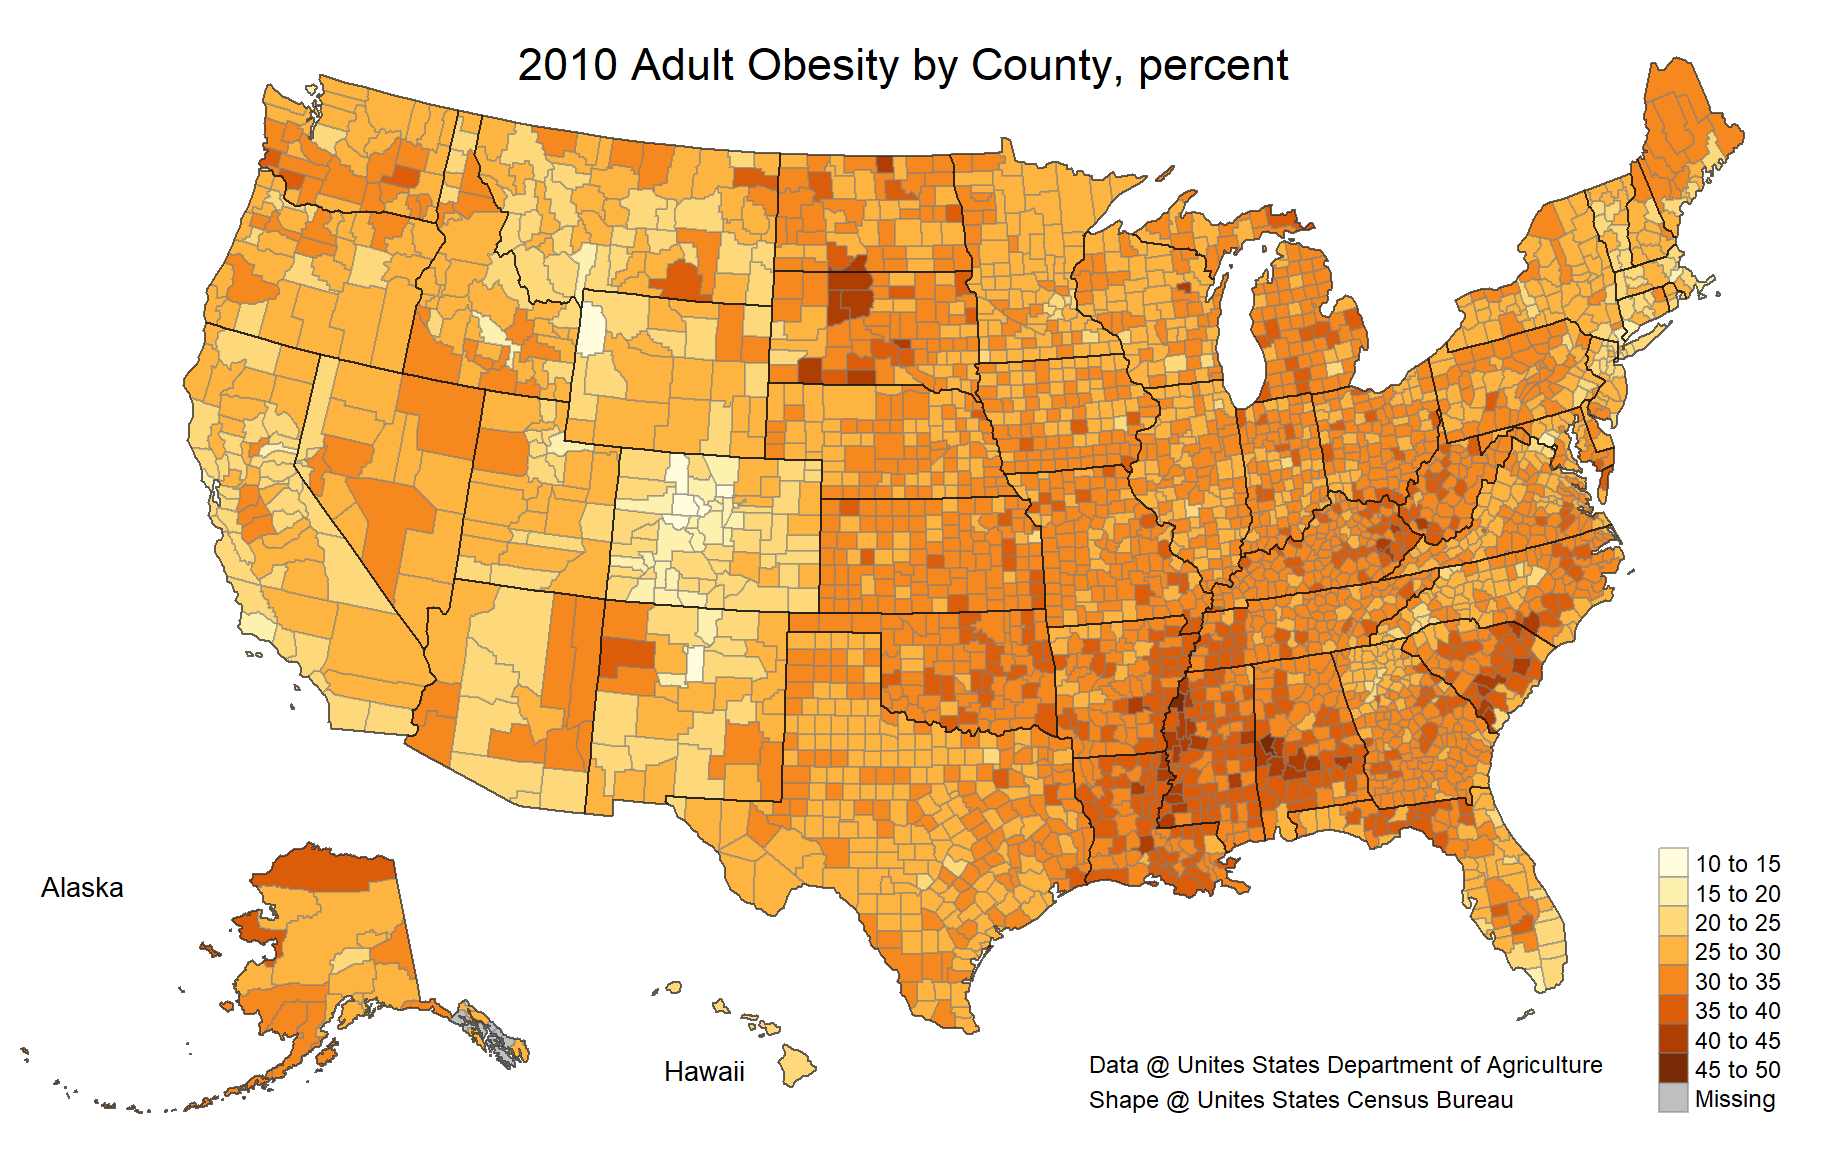 2010 Adult Obesity by County, percent
Alaska
Hawaii
10 to 15
15 to 20
20 to 25
25 to 30
30 to 35
35 to 40
40 to 45
45 to 50
Missing
Data @ Unites States Department of Agriculture
Shape @ Unites States Census Bureau